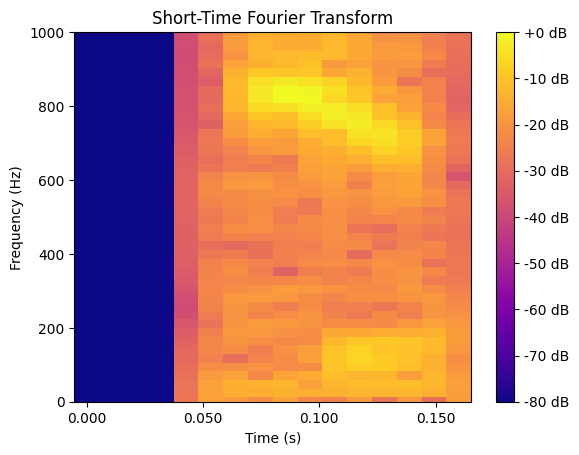 Short-Time Fourier Transform
1000
800
600
400
200
0
Frequency (Hz)
0.000
0.050
0.100
0.150
Time (s)
+0 dB
-10 dB
-20 dB
-30 dB
-40 dB
-50 dB
-60 dB
-70 dB
-80 dB